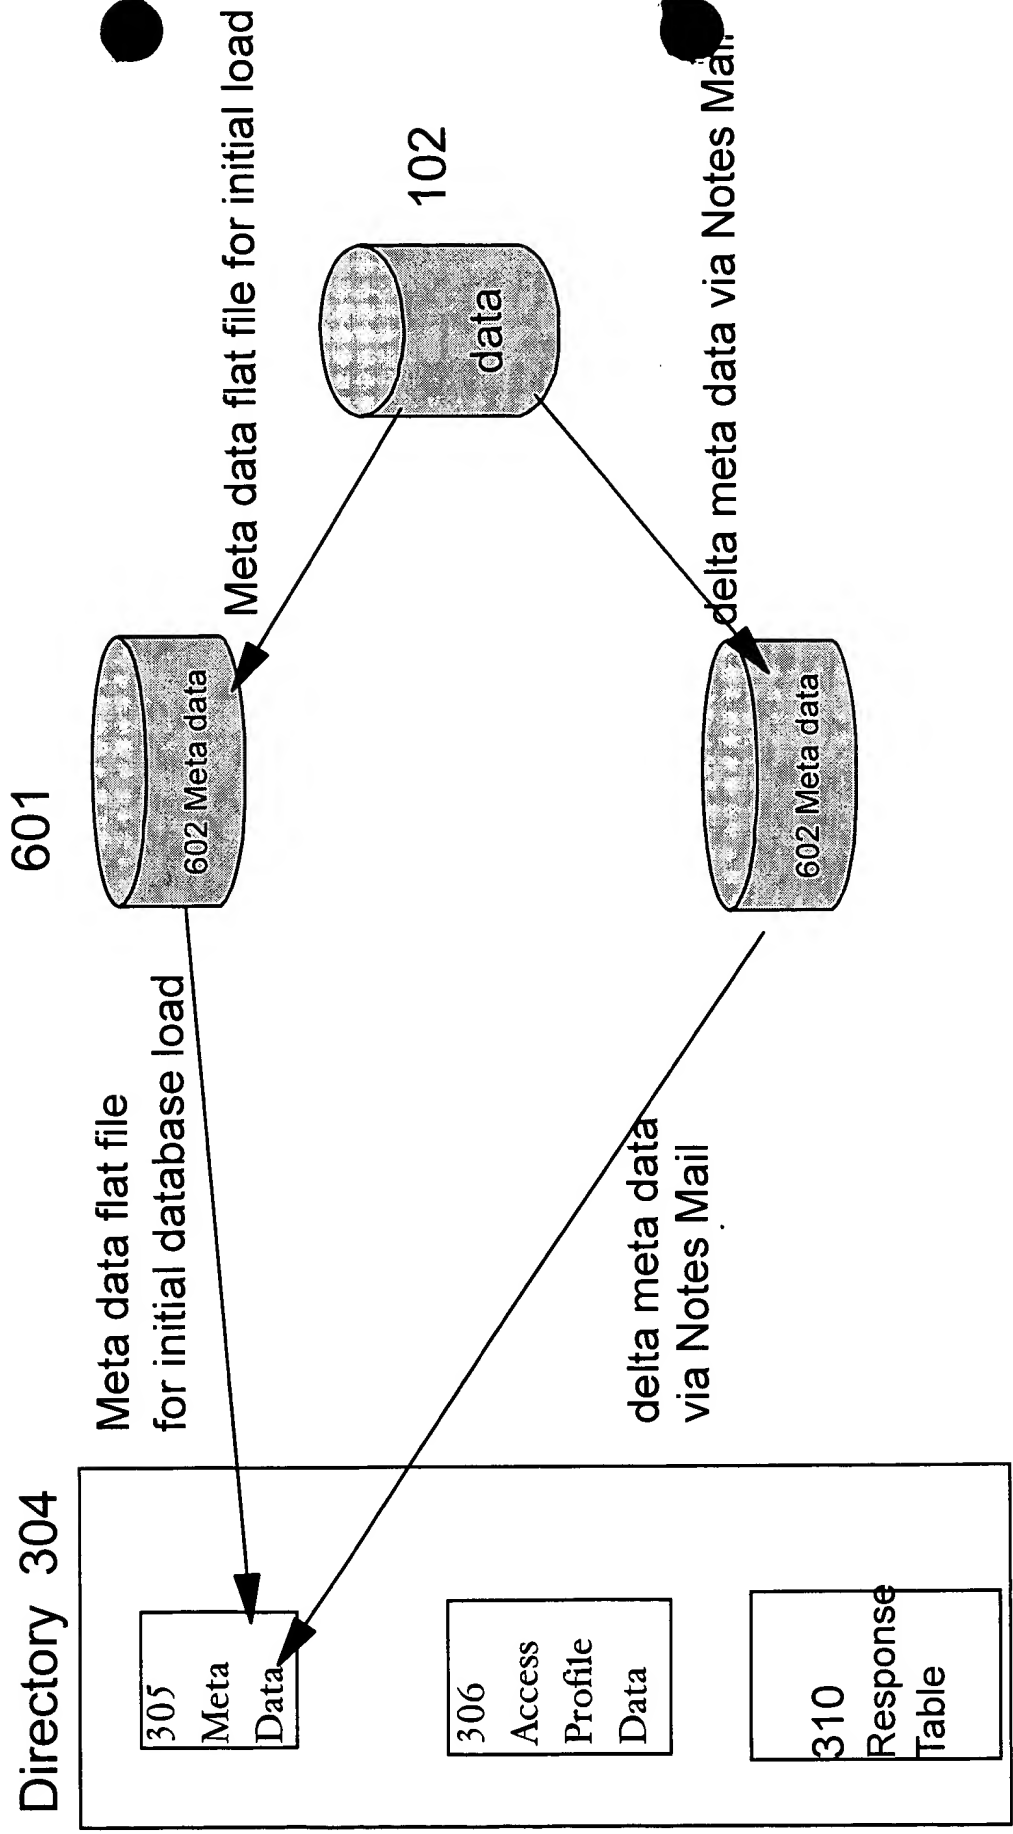 Directory 304
601
Meta data flat file
for initial database load
Meta data flat file for initial load
305
Meta
Data
602 Meta data
306
Access
Profile
Data
data
102
delta meta data
via Notes Mail
delta meta data via Notes Mail
310
Response
Table
602 Meta data